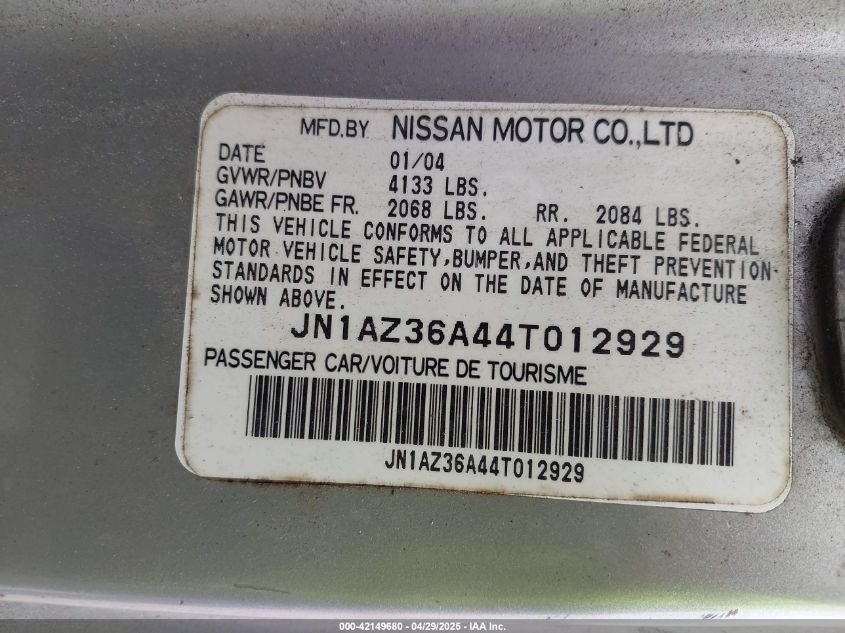 MFD.BY NISSAN MOTOR CO.,LTD
DATE 01/04
GVWR/PNBV 4133 LBS.
GAWR/PNBE FR. 2068 LBS. RR. 2084 LBS.
THIS VEHICLE CONFORMS TO ALL APPLICABLE FEDERAL
MOTOR VEHICLE SAFETY,BUMPER,AND THEFT PREVENTION
STANDARDS IN EFFECT ON THE DATE OF MANUFACTURE
SHOWN ABOVE.
JN1AZ36A44T012929
PASSENGER CAR/VOITURE DE TOURISME
JN1AZ36A44T012929
000-42149680 - 04/29/2025 - IAA Inc.